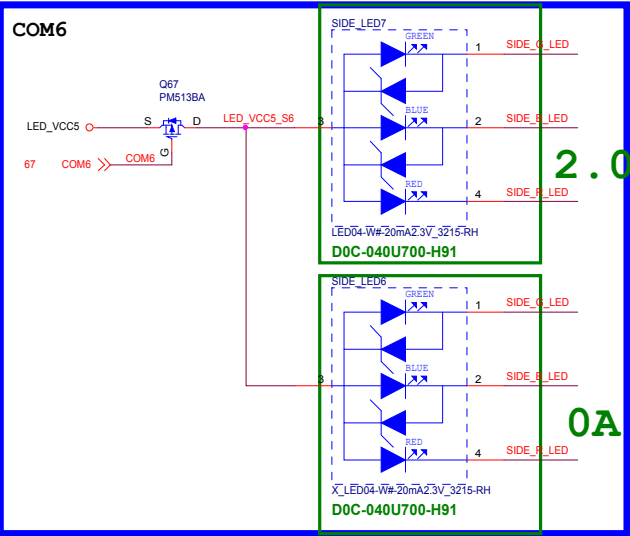 COM6
SIDE_LED7
GREEN
1 SIDE_G_LED
Q67
PM513BA
LED_VCC5 S D LED_VCC5_S6 3
BLUE
2 SIDE_B_LED
G
67 COM6 COM6
2.0
RED
4 SIDE_R_LED
LED04-W#-20mA2.3V_3215-RH
D0C-040U700-H91
SIDE_LED6
GREEN
1 SIDE_G_LED
3
BLUE
2 SIDE_B_LED
0A
RED
4 SIDE_R_LED
X_LED04-W#-20mA2.3V_3215-RH
D0C-040U700-H91